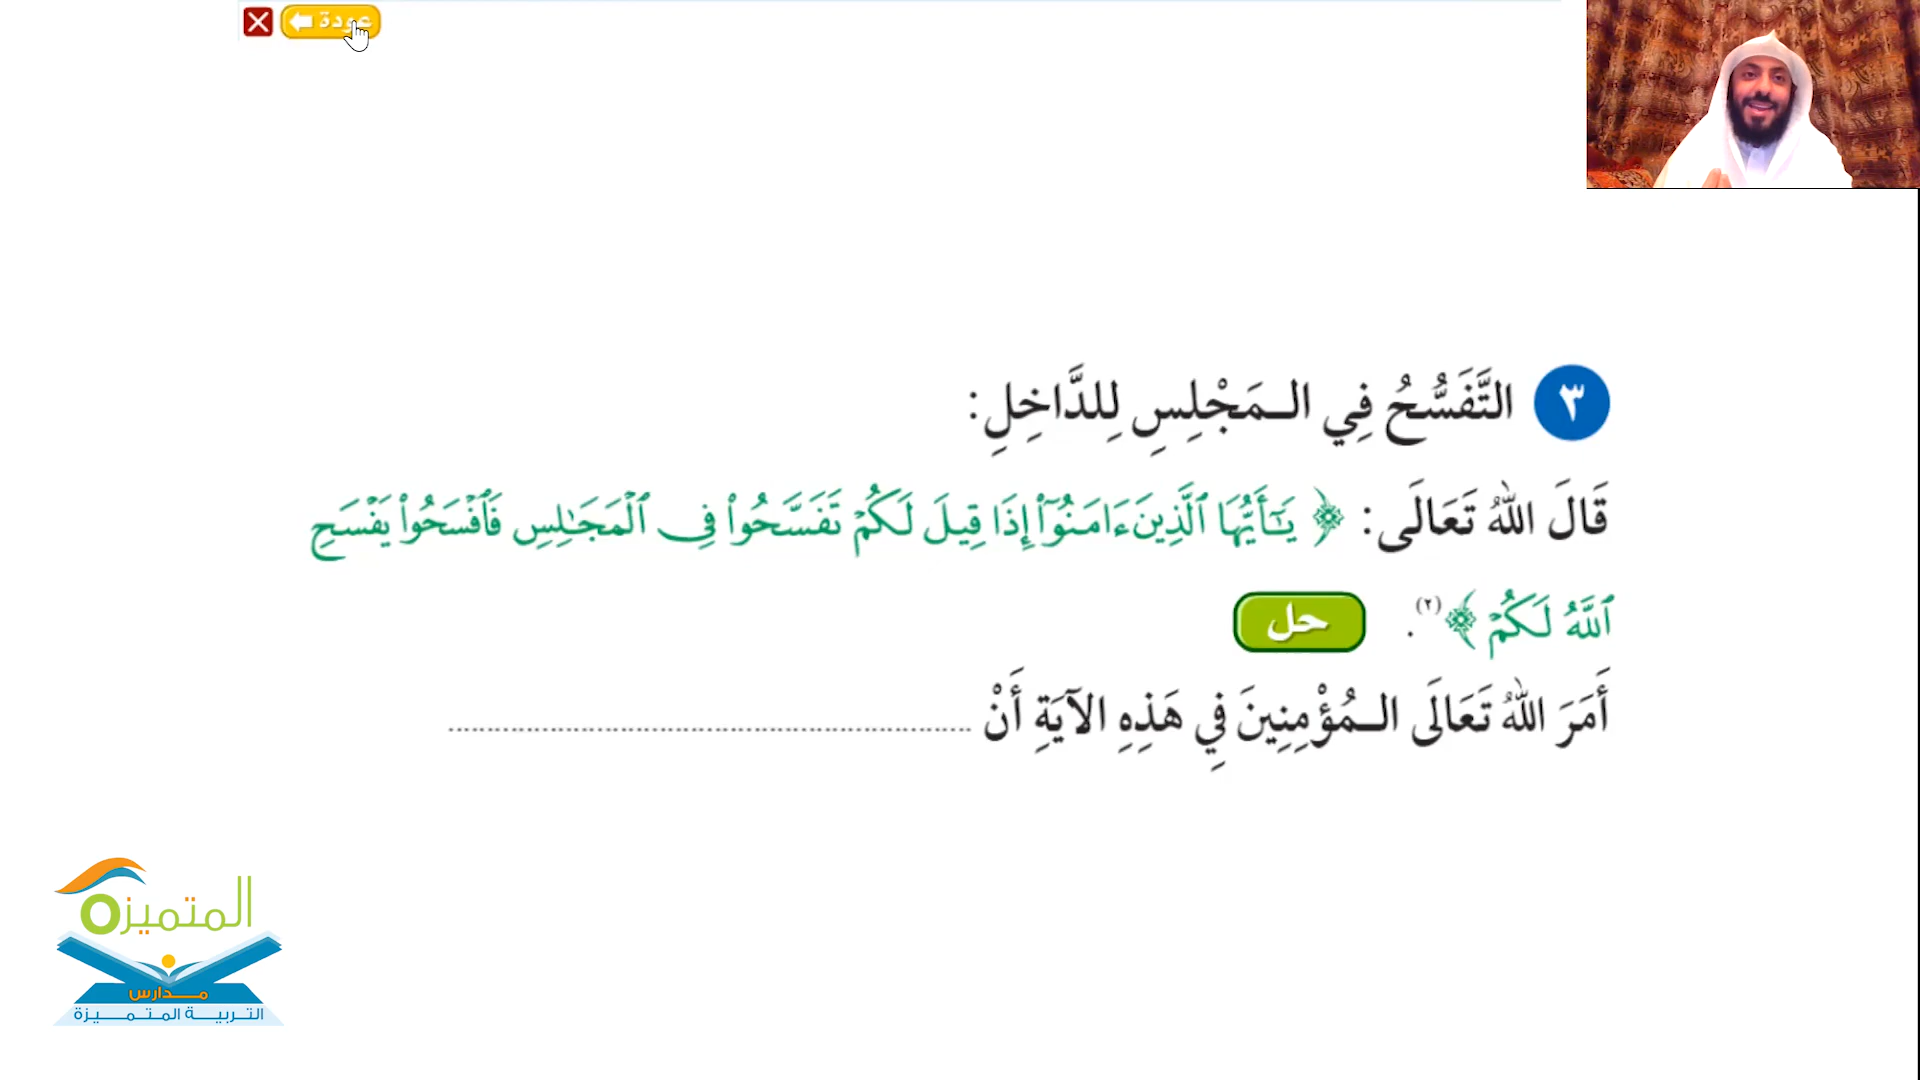 عودة
٣ التَّفَسُّحُ فِي الـمَجْلِسِ لِلدَّاخِلِ:
قَالَ اللهُ تَعَالَى: ﴿ يَـٰٓأَيُّهَا ٱلَّذِينَ ءَامَنُوٓا۟ إِذَا قِيلَ لَكُمْ تَفَسَّحُوا۟ فِى ٱلْمَجَـٰلِسِ فَٱفْسَحُوا۟ يَفْسَحِ
ٱللَّهُ لَكُمْ ﴾(٢).
حل
أَمَرَ اللهُ تَعَالَى الـمُؤْمِنِينَ فِي هَذِهِ الآيَةِ أَنْ ..............................
المتميزة
مدارس
التربية المتميزة